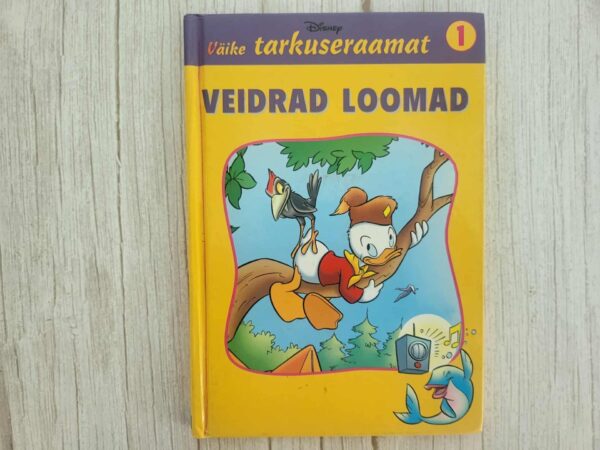 Disney
Väike tarkuseraamat 1
VEIDRAD LOOMAD